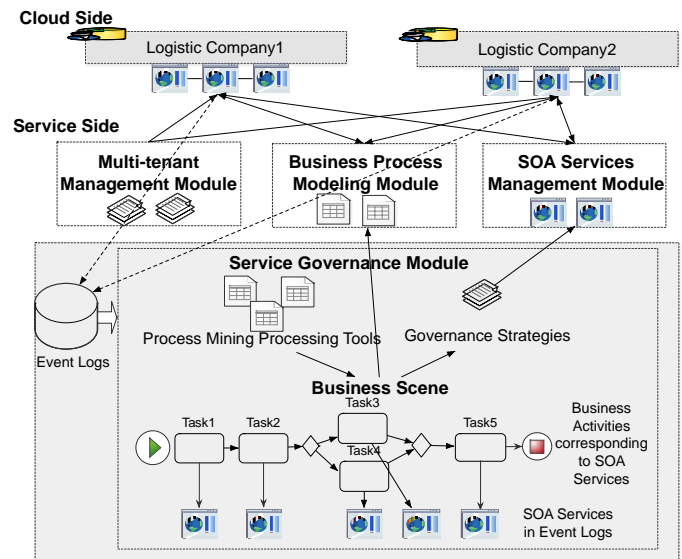 Cloud Side
Logistic Company1
Logistic Company2
Service Side
Multi-tenant
Management Module
Business Process
Modeling Module
SOA Services
Management Module
Service Governance Module
Event Logs
Process Mining Processing Tools
Governance Strategies
Business Scene
Task1
Task2
Task3
Task4
Task5
Business
Activities
corresponding
to SOA
Services
SOA Services
in Event Logs